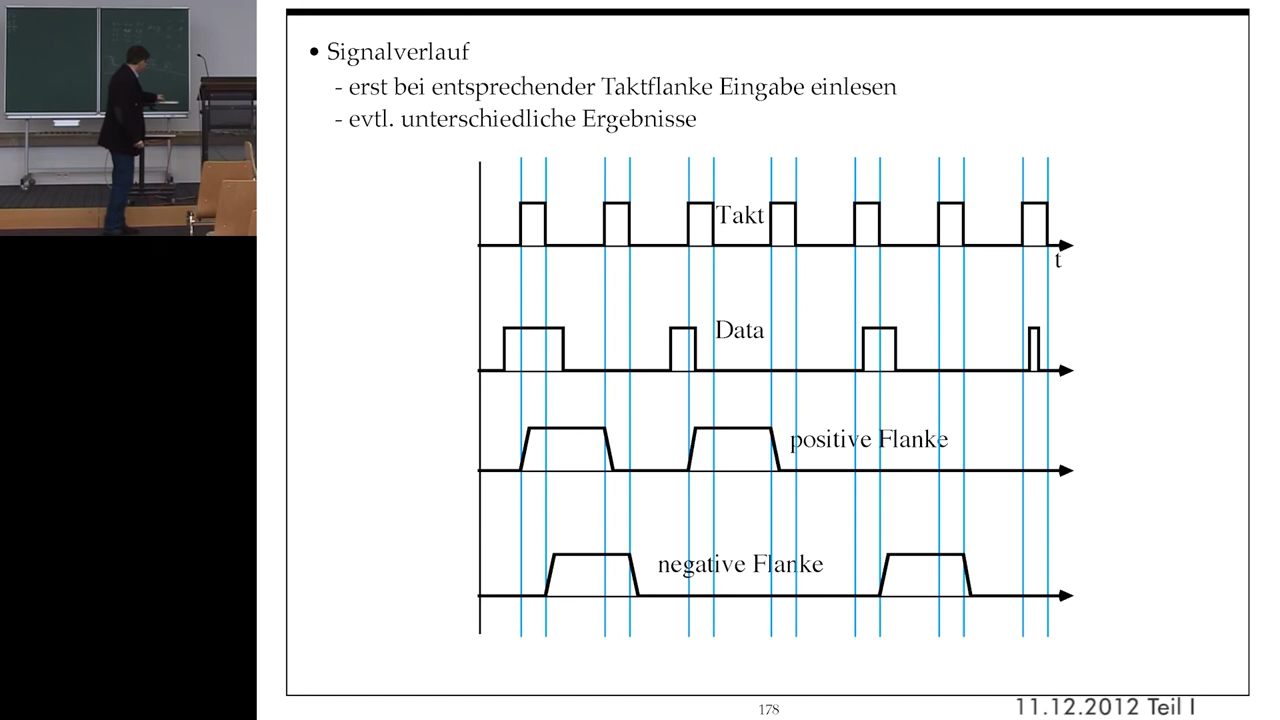 • Signalverlauf
- erst bei entsprechender Taktflanke Eingabe einlesen
- evtl. unterschiedliche Ergebnisse
Takt
t
Data
positive Flanke
negative Flanke
178
11.12.2012 Teil I